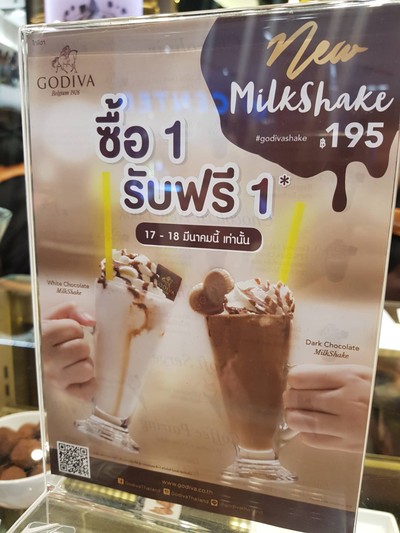 GODIVA
Belgium 1926
New
MilkShake
#godivashake ฿195
ซื้อ 1
รับฟรี 1*
17 - 18 มีนาคมนี้ เท่านั้น
White Chocolate
MilkShake
Dark Chocolate
MilkShake
www.godiva.co.th
GodivaThailand GodivaThailand